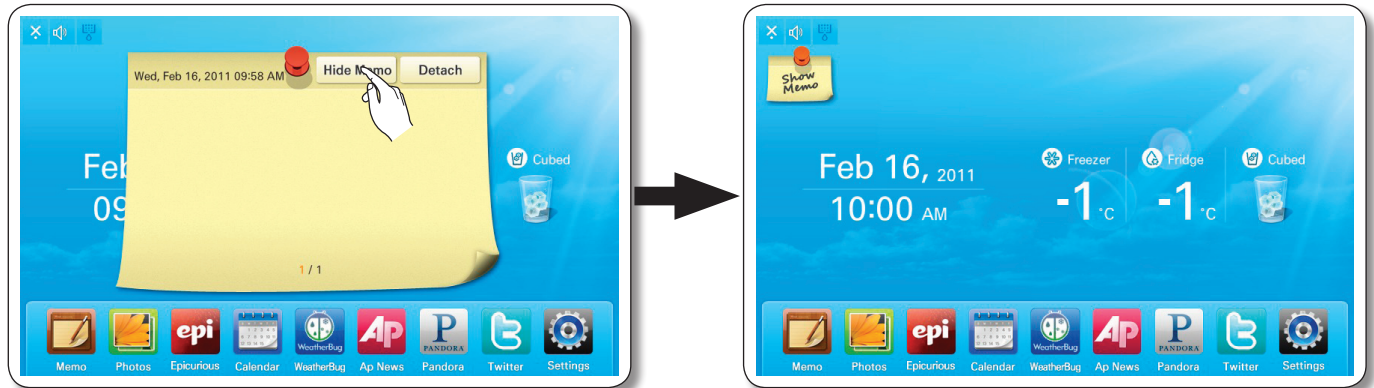 Wed, Feb 16, 2011 09:58 AM
Hide Memo
Detach
Feb
09
Cubed
1 / 1
epi
WeatherBug
AP
P
PANDORA
Memo
Photos
Epicurious
Calendar
WeatherBug
Ap News
Pandora
Twitter
Settings
Show
Memo
Feb 16, 2011
10:00 AM
Freezer
-1 °C
Fridge
-1 °C
Cubed
epi
WeatherBug
AP
P
PANDORA
Memo
Photos
Epicurious
Calendar
WeatherBug
Ap News
Pandora
Twitter
Settings